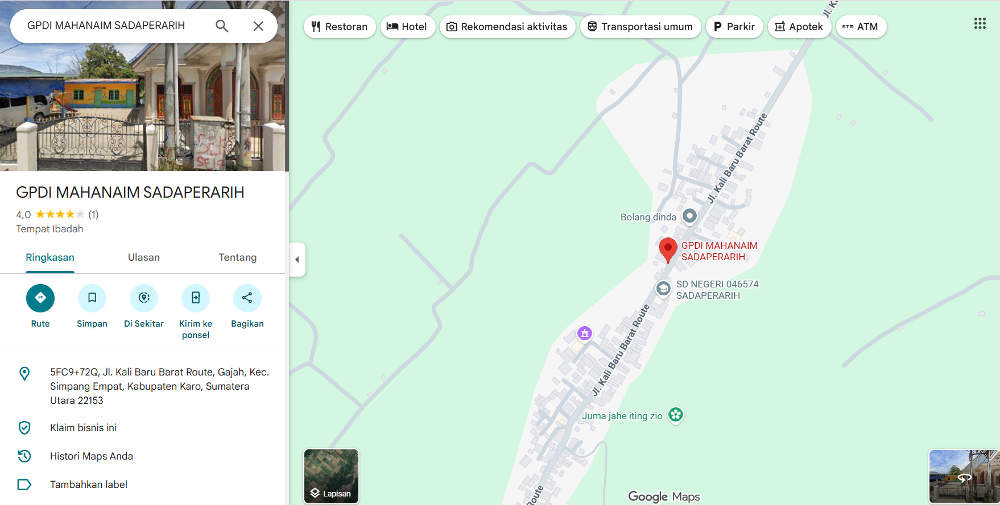 GPDI MAHANAIM SADAPERARIH
GPDI MAHANAIM SADAPERARIH
4,0 (1)
Tempat Ibadah
Ringkasan
Ulasan
Tentang
Rute
Simpan
Di Sekitar
Kirim ke
ponsel
Bagikan
5FC9+72Q, Jl. Kali Baru Barat Route, Gajah, Kec.
Simpang Empat, Kabupaten Karo, Sumatera
Utara 22153
Klaim bisnis ini
Histori Maps Anda
Tambahkan label
Restoran
Hotel
Rekomendasi aktivitas
Transportasi umum
P Parkir
Apotek
ATM ATM
Jl. K
Jl. Kali Baru Barat Route
Bolang dinda
GPDI MAHANAIM
SADAPERARIH
SD NEGERI 046574
SADAPERARIH
Jl. Kali Baru Barat Route
Juma jahe iting zio
Route
Lapisan
Google Maps